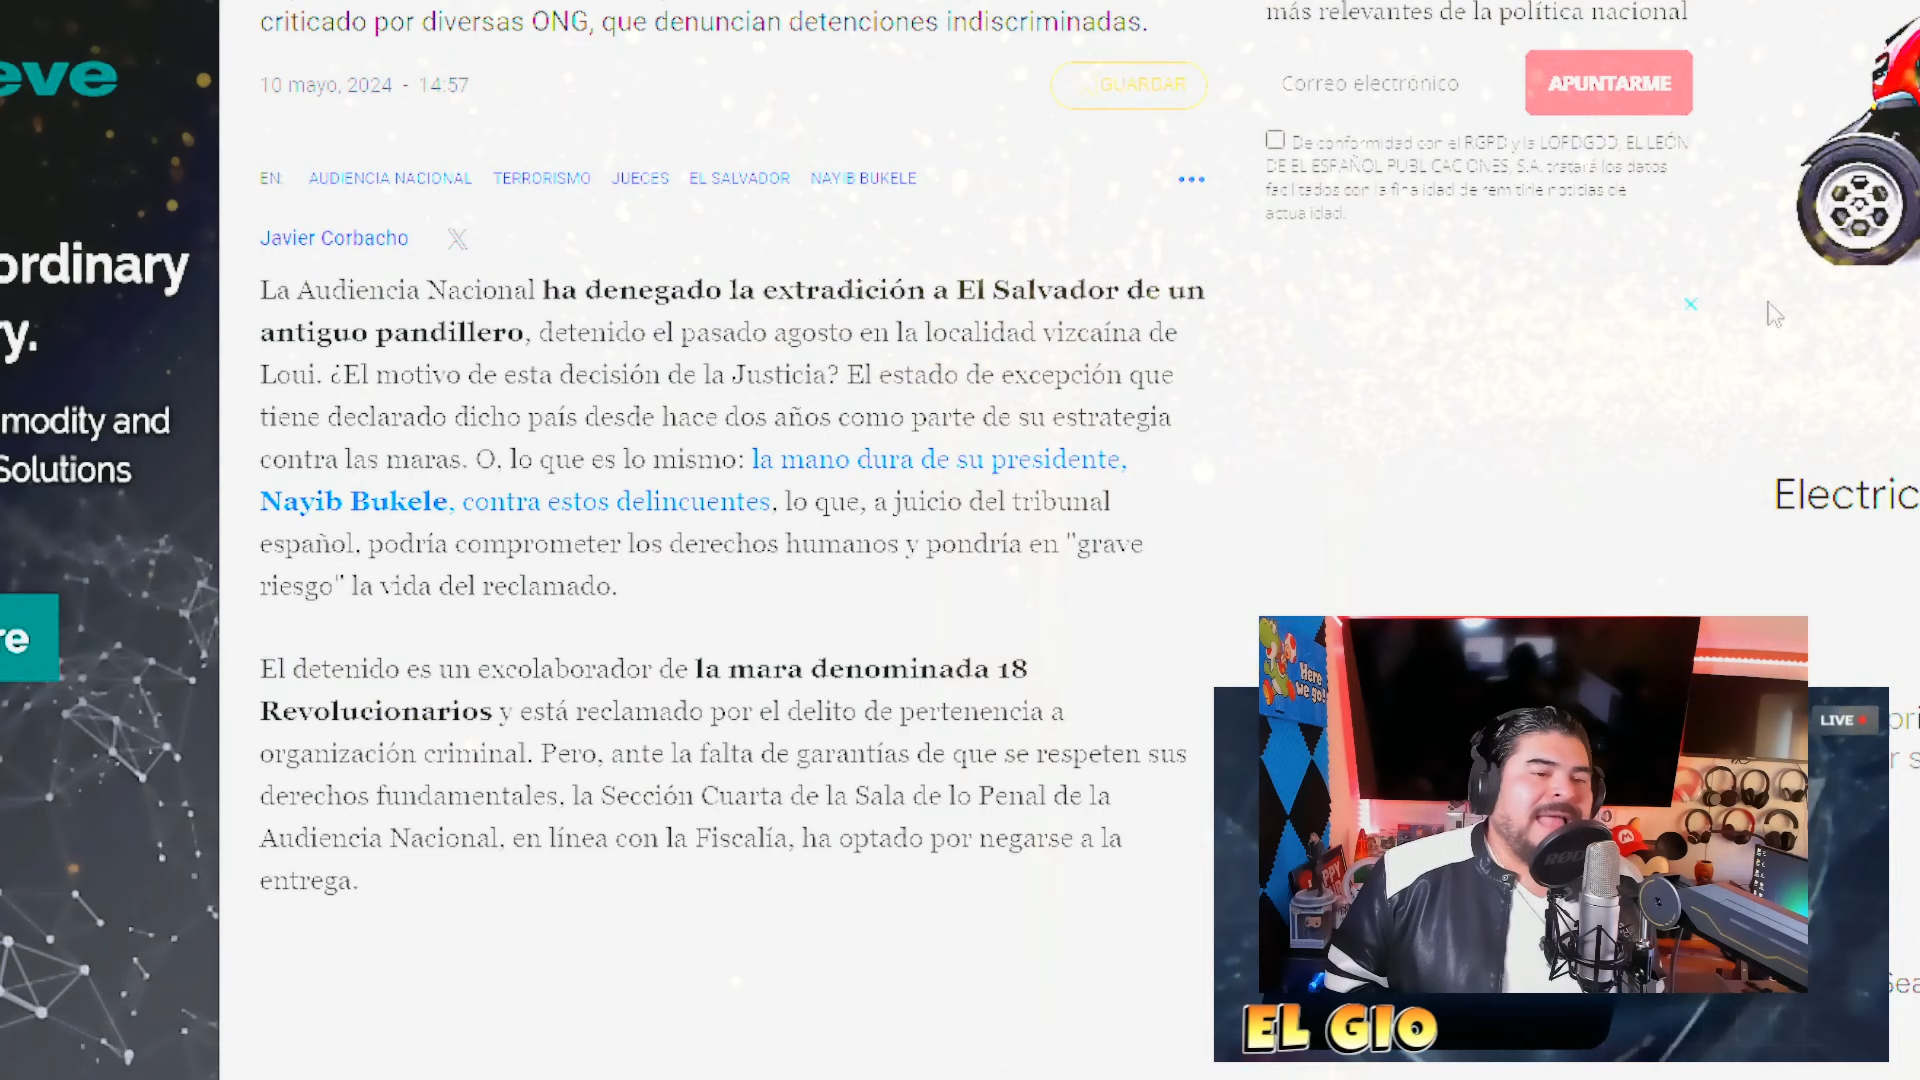 criticado por diversas ONG, que denuncian detenciones indiscriminadas.
10 mayo, 2024 - 14:57
GUARDAR
EN: AUDIENCIA NACIONAL TERRORISMO JUECES EL SALVADOR NAYIB BUKELE
Javier Corbacho
La Audiencia Nacional ha denegado la extradición a El Salvador de un
antiguo pandillero, detenido el pasado agosto en la localidad vizcaína de
Loui. ¿El motivo de esta decisión de la Justicia? El estado de excepción que
tiene declarado dicho país desde hace dos años como parte de su estrategia
contra las maras. O, lo que es lo mismo: la mano dura de su presidente,
Nayib Bukele, contra estos delincuentes, lo que, a juicio del tribunal
español, podría comprometer los derechos humanos y pondría en "grave
riesgo" la vida del reclamado.
El detenido es un excolaborador de la mara denominada 18
Revolucionarios y está reclamado por el delito de pertenencia a
organización criminal. Pero, ante la falta de garantías de que se respeten sus
derechos fundamentales, la Sección Cuarta de la Sala de lo Penal de la
Audiencia Nacional, en línea con la Fiscalía, ha optado por negarse a la
entrega.
más relevantes de la política nacional
Correo electrónico
APUNTARME
De conformidad con el RGPD y la LOPDGDD, EL LEÓN
DE EL ESPAÑOL PUBLICACIONES, S.A. tratará los datos
facilitados con la finalidad de remitirle noticias de
actualidad.
eve
ordinary
y.
modity and
Solutions
re
Electric
Here
we go!
LIVE
RØDE
EL GIO